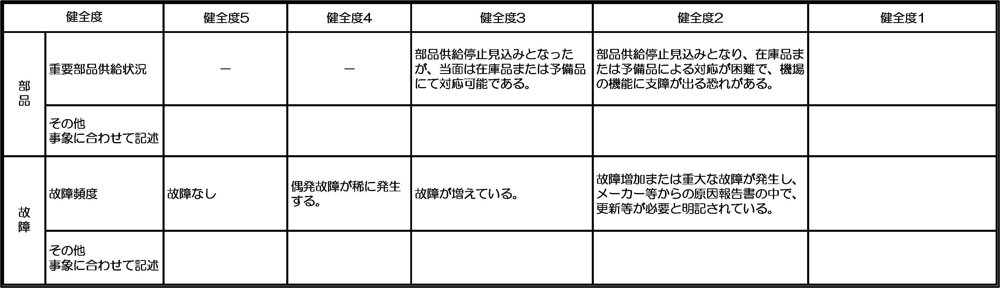 健全度
健全度5
健全度4
健全度3
健全度2
健全度1
部
品
重要部品供給状況
－
－
部品供給停止見込みとなった
が、当面は在庫品または予備品
にて対応可能である。
部品供給停止見込みとなり、在庫品ま
たは予備品による対応が困難で、機場
の機能に支障が出る恐れがある。
その他
事象に合わせて記述
故
障
故障頻度
故障なし
偶発故障が稀に発生
する。
故障が増えている。
故障増加または重大な故障が発生し、
メーカー等からの原因報告書の中で、
更新等が必要と明記されている。
その他
事象に合わせて記述